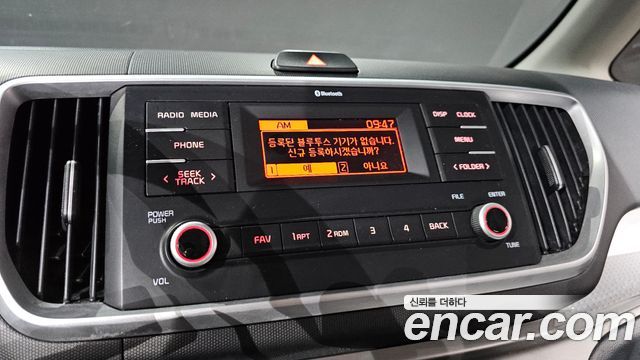 Bluetooth
RADIO MEDIA
PHONE
SEEK
TRACK
AM 09:47
등록된 블루투스 기기가 없습니다.
신규 등록하시겠습니까?
1 예 2 아니오
DISP CLOCK
MENU
FOLDER
POWER
PUSH
VOL
FAV 1 RPT 2 RDM 3 4 BACK
FILE
ENTER
TUNE
신뢰를 더하다
encar.com